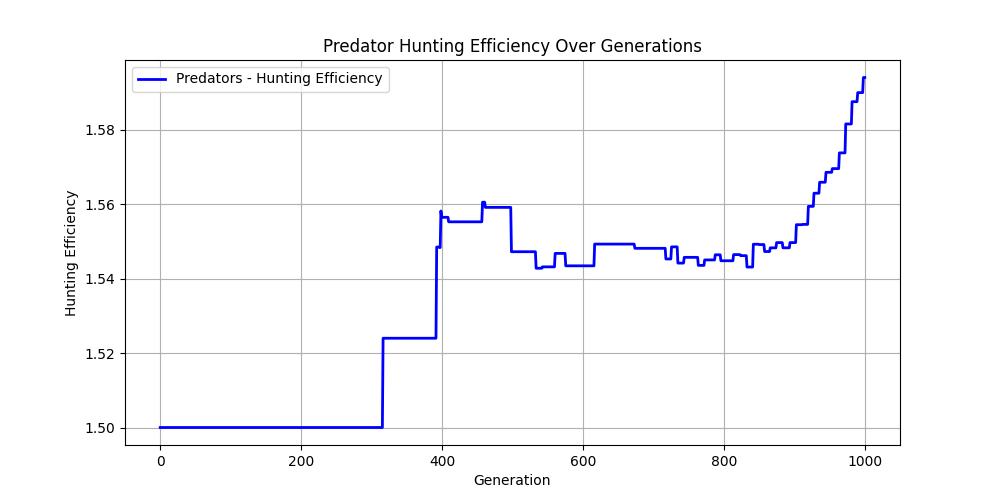 Predator Hunting Efficiency Over Generations
Predators - Hunting Efficiency
1.58
1.56
1.54
1.52
1.50
Hunting Efficiency
0 200 400 600 800 1000
Generation